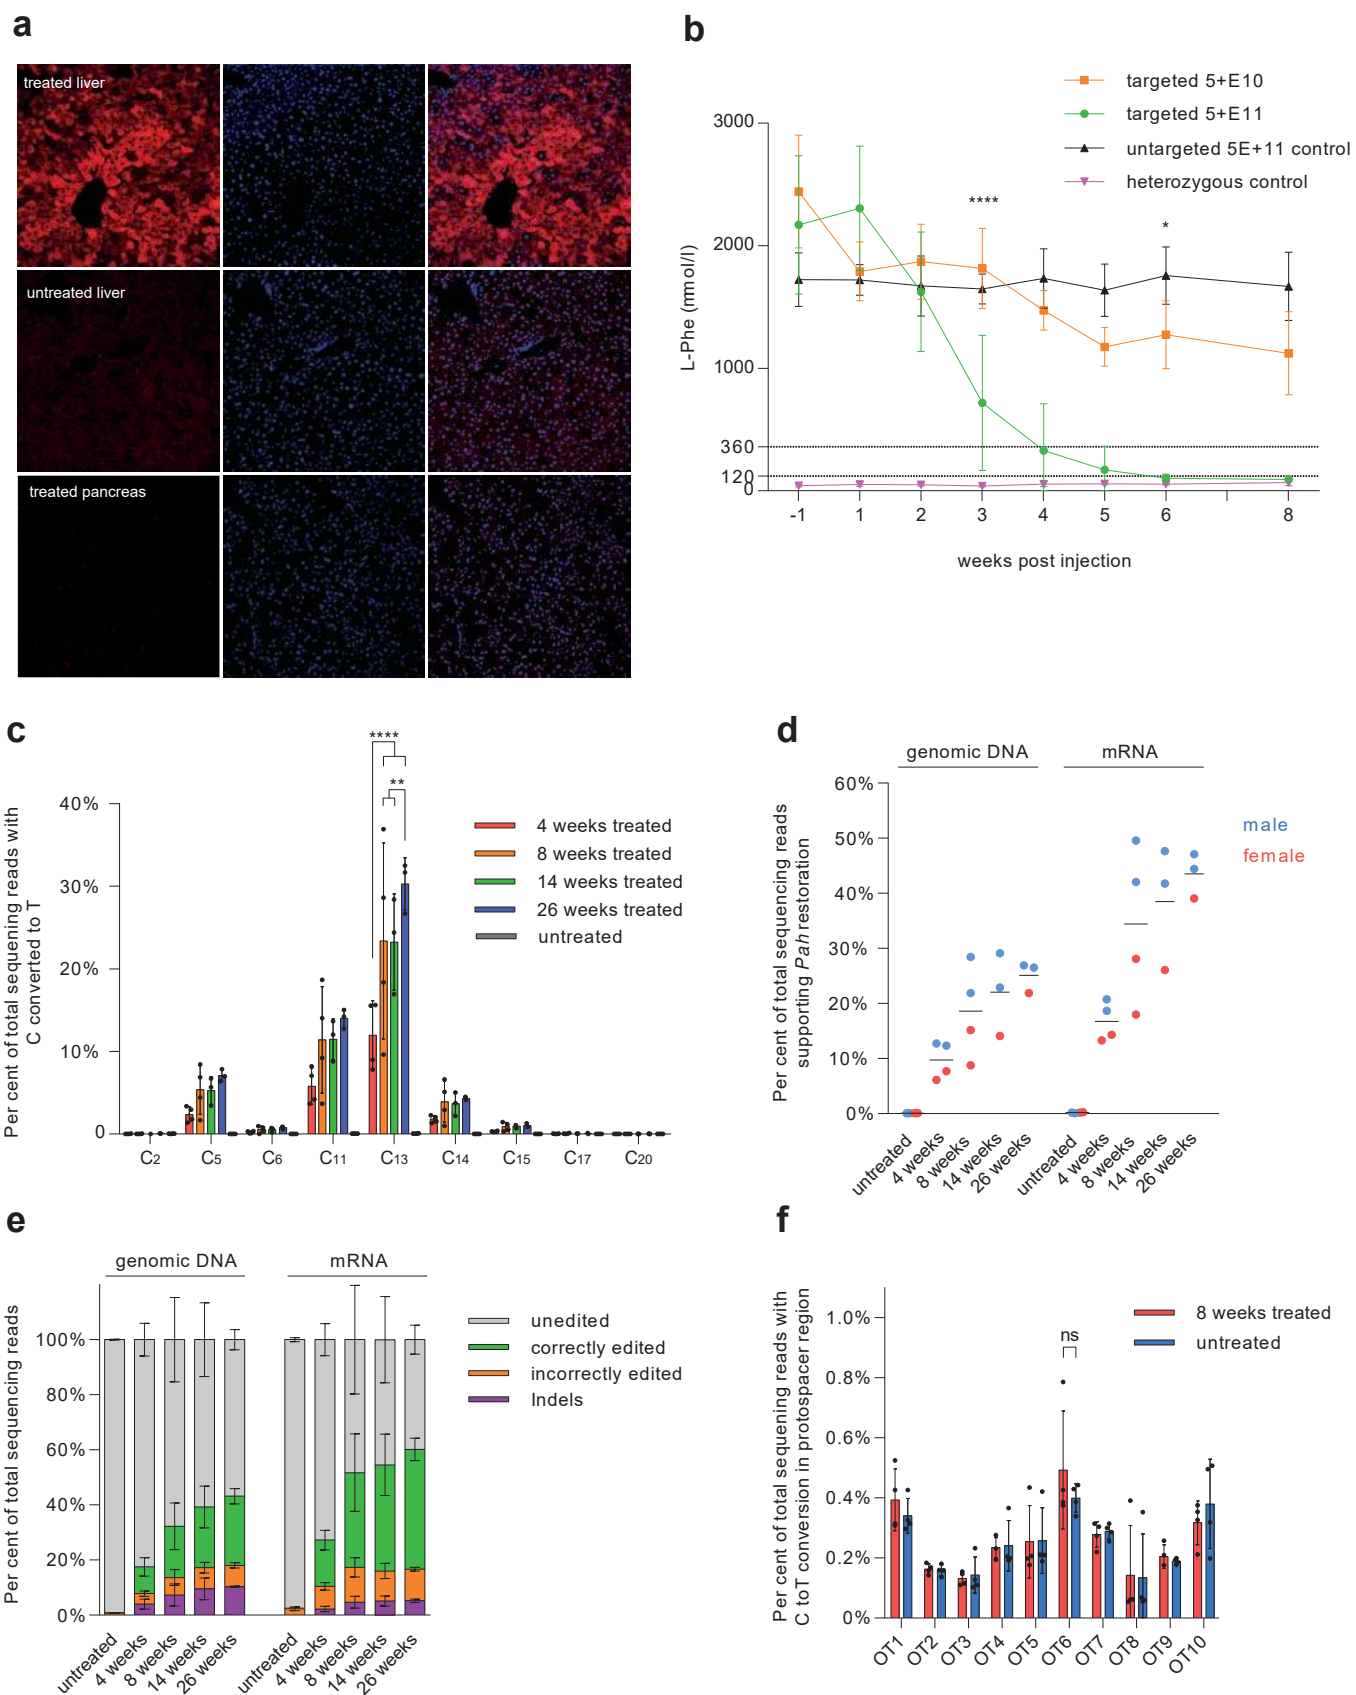 a
treated liver
untreated liver
treated pancreas
b
targeted 5+E10
targeted 5+E11
untargeted 5E+11 control
heterozygous control
L-Phe (nmol/l)
3000
2000
1000
360
120
0
****
*
-1 1 2 3 4 5 6 8
weeks post injection
c
Per cent of total sequencing reads with
C converted to T
40%
30%
20%
10%
0
****
**
4 weeks treated
8 weeks treated
14 weeks treated
26 weeks treated
untreated
C2 C5 C6 C11 C13 C14 C15 C17 C20
d
genomic DNA mRNA
Per cent of total sequencing reads
supporting Pah restoration
60%
50%
40%
30%
20%
10%
0%
male
female
untreated 4 weeks 8 weeks 14 weeks 26 weeks untreated 4 weeks 8 weeks 14 weeks 26 weeks
e
genomic DNA mRNA
Per cent of total sequencing reads
100%
80%
60%
40%
20%
0%
unedited
correctly edited
incorrectly edited
Indels
untreated 4 weeks 8 weeks 14 weeks 26 weeks untreated 4 weeks 8 weeks 14 weeks 26 weeks
f
Per cent of total sequencing reads with
C toT conversion in protospacer region
1.0%
0.8%
0.6%
0.4%
0.2%
0%
ns
8 weeks treated
untreated
OT1 OT2 OT3 OT4 OT5 OT6 OT7 OT8 OT9 OT10